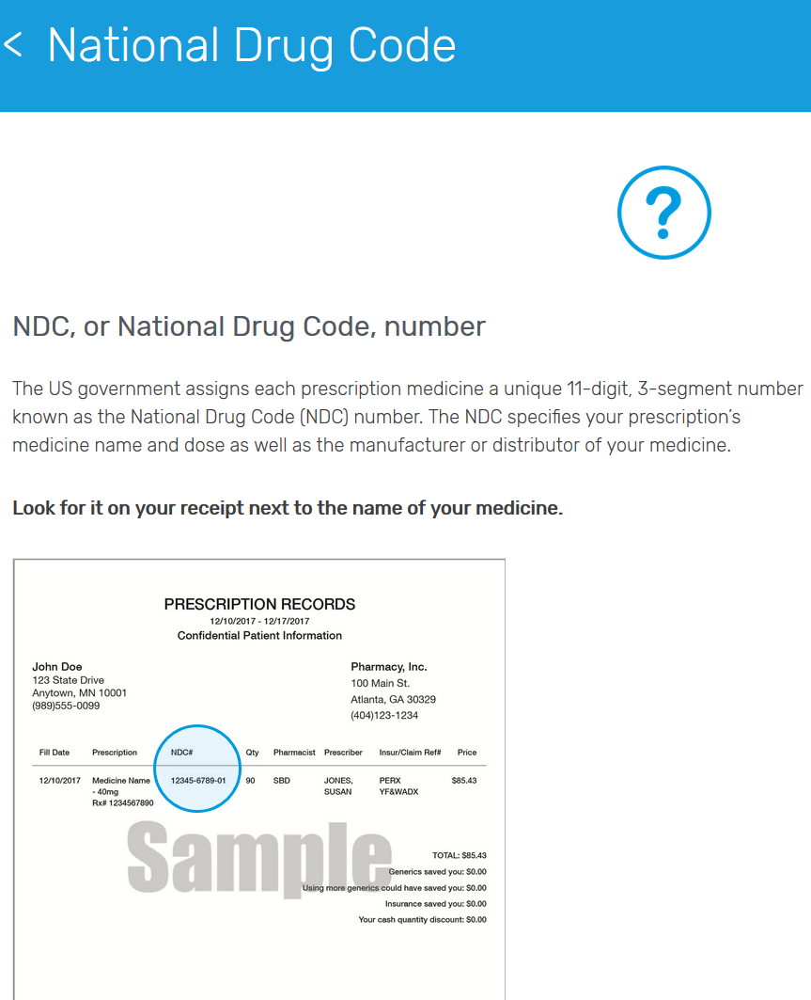 < National Drug Code
?
NDC, or National Drug Code, number
The US government assigns each prescription medicine a unique 11-digit, 3-segment number
known as the National Drug Code (NDC) number. The NDC specifies your prescription's
medicine name and dose as well as the manufacturer or distributor of your medicine.
Look for it on your receipt next to the name of your medicine.
PRESCRIPTION RECORDS
12/10/2017 - 12/17/2017
Confidential Patient Information
John Doe
123 State Drive
Anytown, MN 10001
(989)555-0099
Pharmacy, Inc.
100 Main St.
Atlanta, GA 30329
(404)123-1234
Fill Date Prescription NDC# Qty Pharmacist Prescriber Insur/Claim Ref# Price
12/10/2017 Medicine Name 12345-6789-01 90 SBD JONES, PERX $85.43
- 40mg SUSAN YF&WADX
Rx# 1234567890
Sample
TOTAL: $85.43
Generics saved you: $0.00
Using more generics could have saved you: $0.00
Insurance saved you: $0.00
Your cash quantity discount: $0.00